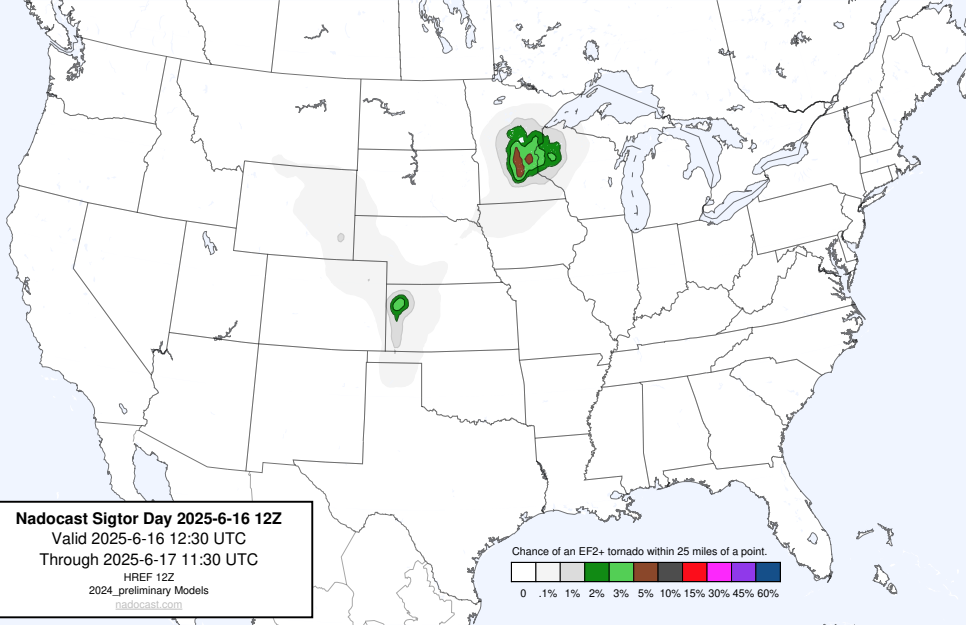 Nadocast Sigtor Day 2025-6-16 12Z
Valid 2025-6-16 12:30 UTC
Through 2025-6-17 11:30 UTC
HREF 12Z
2024_preliminary Models
nadocast.com
Chance of an EF2+ tornado within 25 miles of a point.
0 .1% 1% 2% 3% 5% 10% 15% 30% 45% 60%